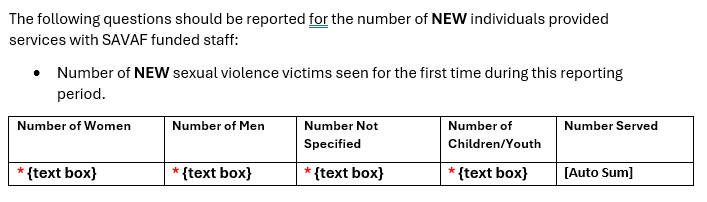 The following questions should be reported for the number of NEW individuals provided
services with SAVAF funded staff:
• Number of NEW sexual violence victims seen for the first time during this reporting
period.
Number of Women Number of Men Number Not Specified Number of Children/Youth Number Served
* {text box} * {text box} * {text box} * {text box} [Auto Sum]